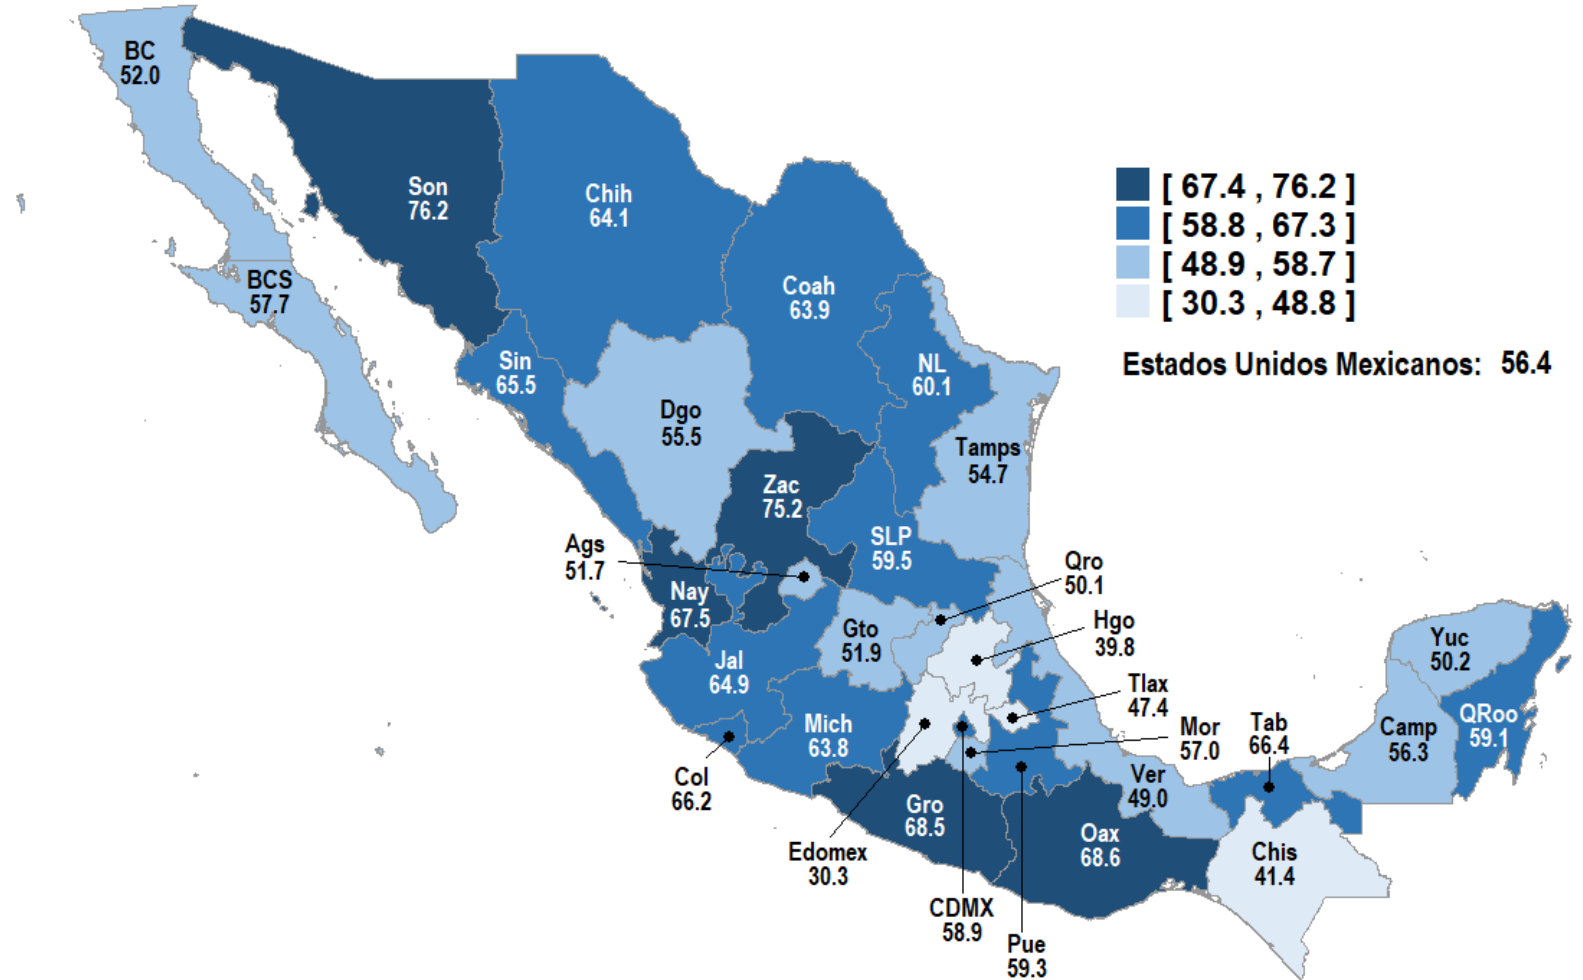 BC
52.0
Son
76.2
Chih
64.1
[ 67.4 , 76.2 ]
[ 58.8 , 67.3 ]
[ 48.9 , 58.7 ]
[ 30.3 , 48.8 ]
Estados Unidos Mexicanos: 56.4
BCS
57.7
Coah
63.9
Sin
65.5
NL
60.1
Dgo
55.5
Tamps
54.7
Zac
75.2
SLP
59.5
Ags
51.7
Qro
50.1
Nay
67.5
Hgo
39.8
Gto
51.9
Yuc
50.2
Jal
64.9
Tlax
47.4
Mich
63.8
Mor
57.0
Tab
66.4
Camp
56.3
QRoo
59.1
Col
66.2
Ver
49.0
Gro
68.5
Oax
68.6
Edomex
30.3
Chis
41.4
CDMX
58.9
Pue
59.3